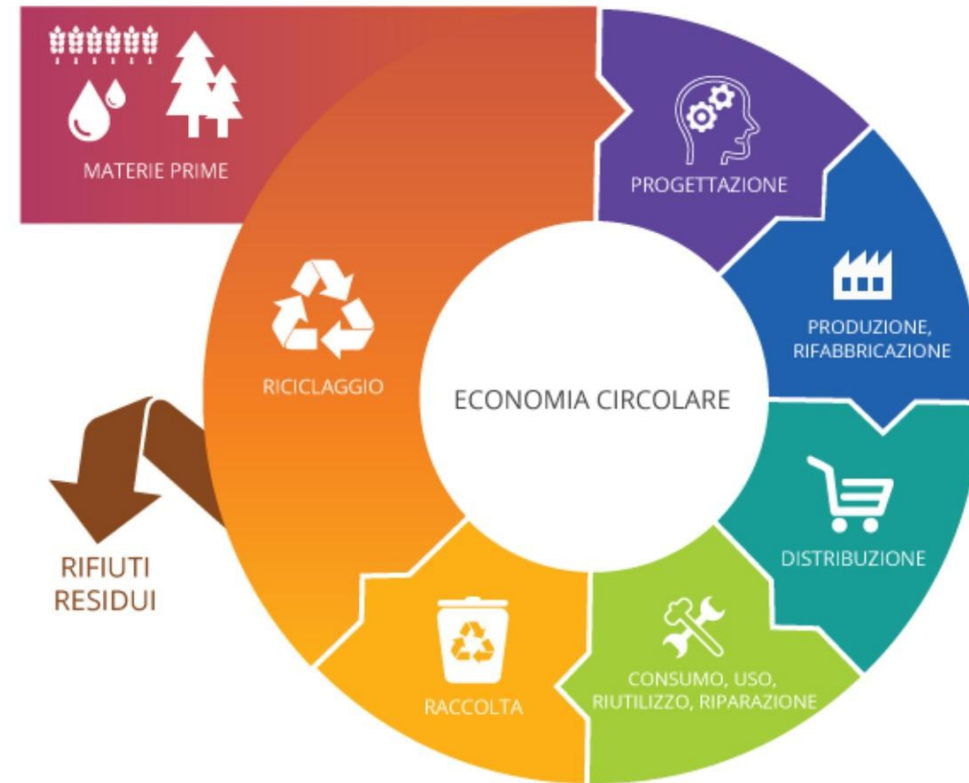 MATERIE PRIME
PROGETTAZIONE
PRODUZIONE,
RIFABBRICAZIONE
RICICLAGGIO
ECONOMIA CIRCOLARE
DISTRIBUZIONE
RIFIUTI
RESIDUI
CONSUMO, USO,
RIUTILIZZO, RIPARAZIONE
RACCOLTA